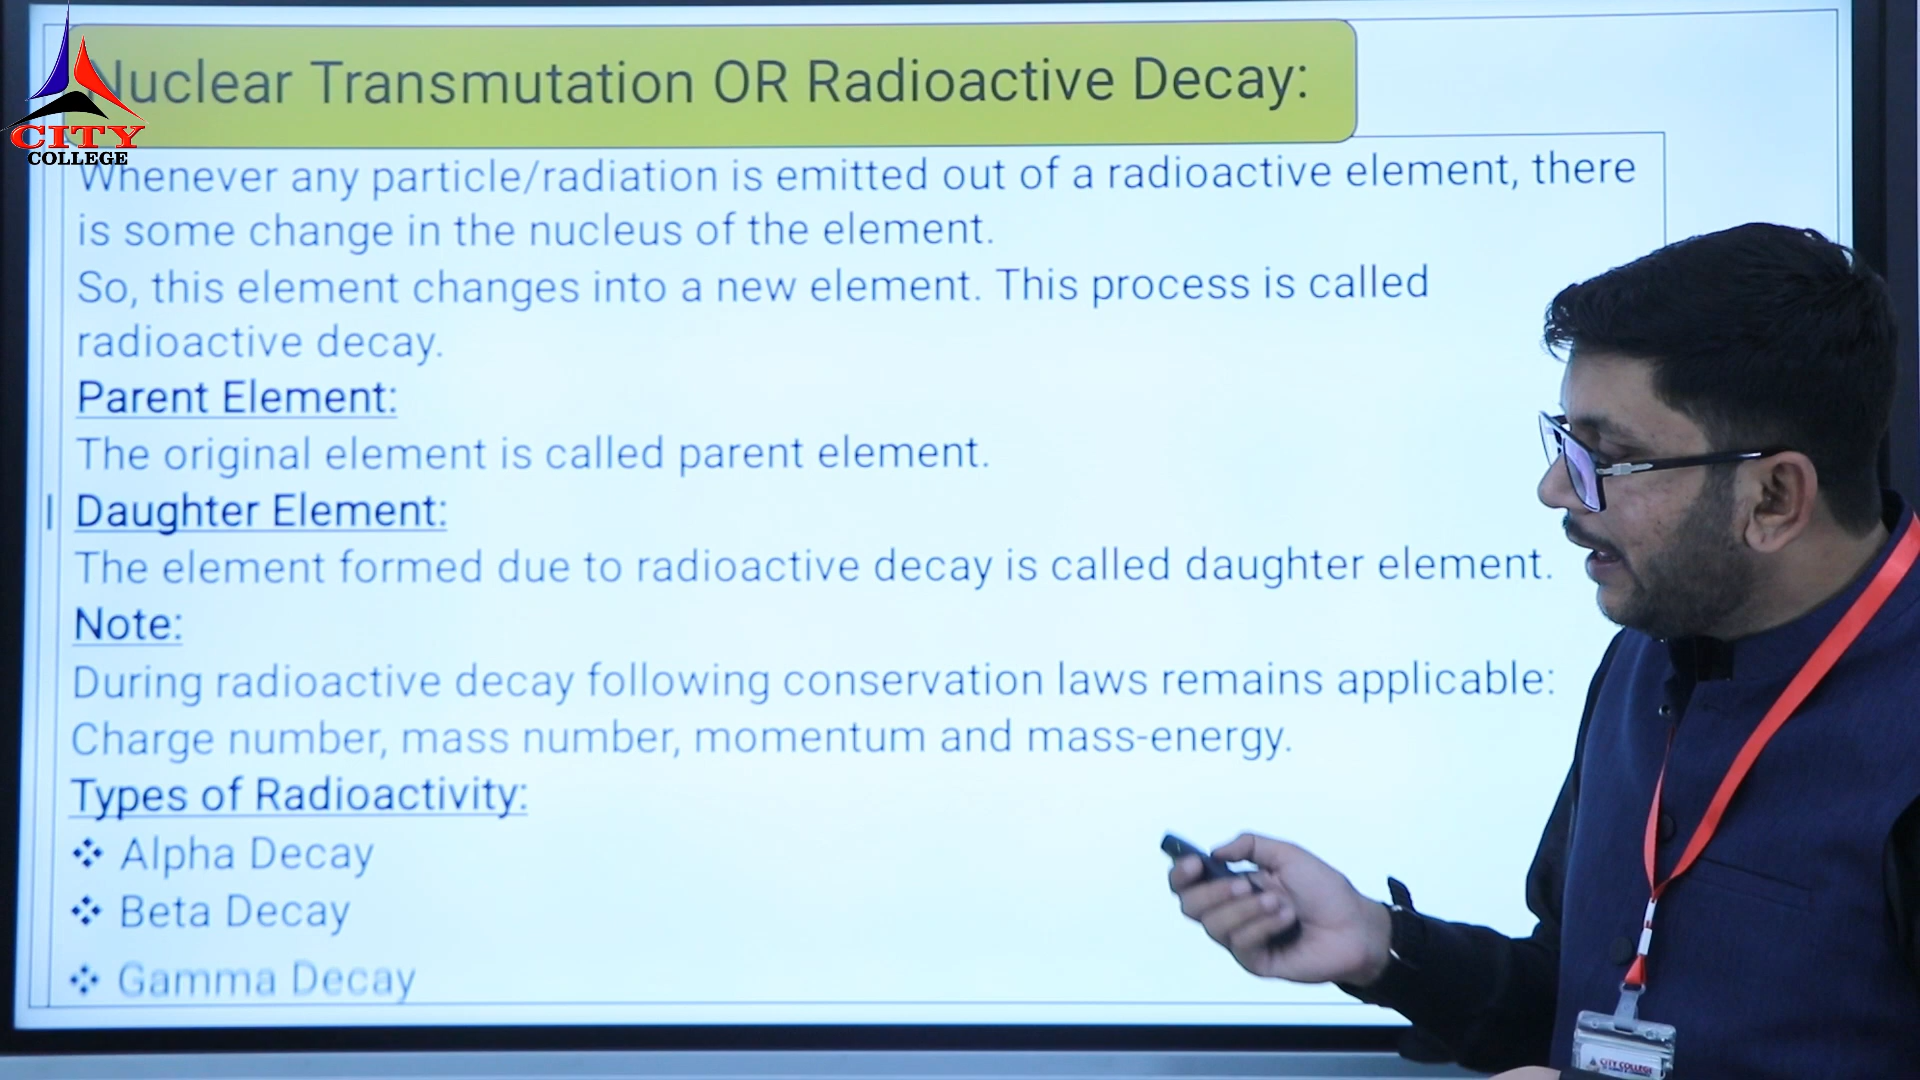 CITY
COLLEGE
Nuclear Transmutation OR Radioactive Decay:
Whenever any particle/radiation is emitted out of a radioactive element, there
is some change in the nucleus of the element.
So, this element changes into a new element. This process is called
radioactive decay.
Parent Element:
The original element is called parent element.
Daughter Element:
The element formed due to radioactive decay is called daughter element.
Note:
During radioactive decay following conservation laws remains applicable:
Charge number, mass number, momentum and mass-energy.
Types of Radioactivity:
❖ Alpha Decay
❖ Beta Decay
❖ Gamma Decay
CITY COLLEGE